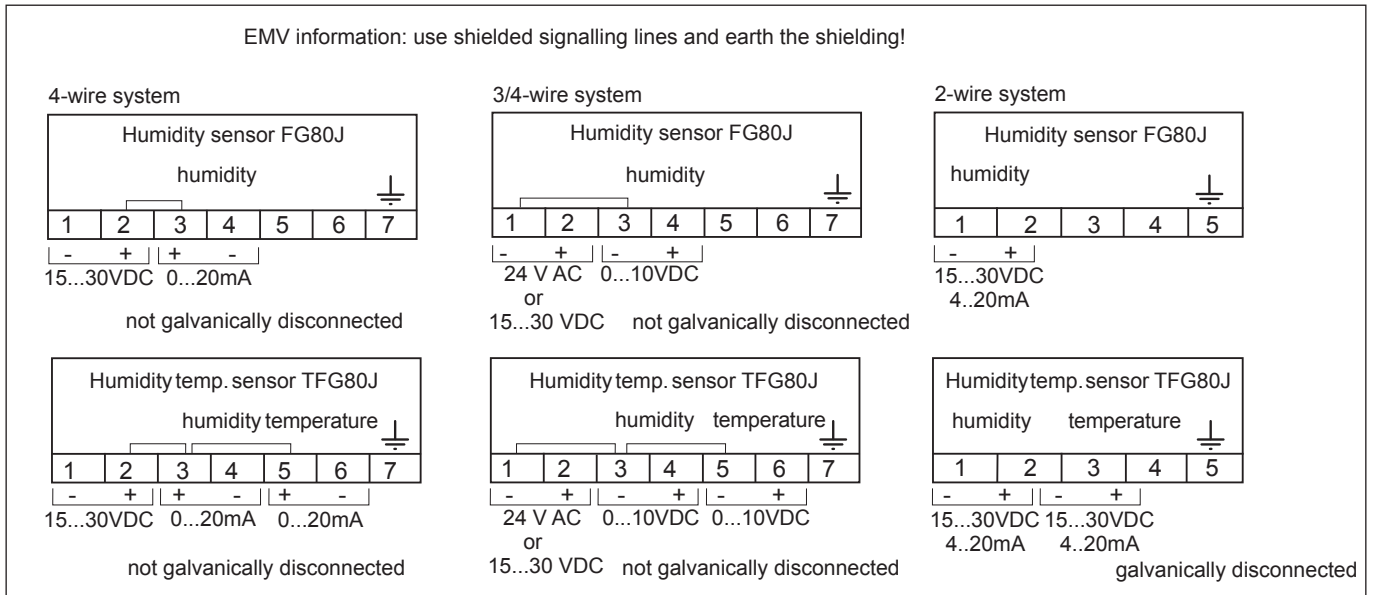 EMV information: use shielded signalling lines and earth the shielding!
4-wire system
Humidity sensor FG80J
humidity
1 2 3 4 5 6 7
- + + -
15...30VDC 0...20mA
not galvanically disconnected
3/4-wire system
Humidity sensor FG80J
humidity
1 2 3 4 5 6 7
- + - +
24 V AC 0...10VDC
or
15...30 VDC not galvanically disconnected
2-wire system
Humidity sensor FG80J
humidity
1 2 3 4 5
- +
15...30VDC
4..20mA
Humidity temp. sensor TFG80J
humidity temperature
1 2 3 4 5 6 7
- + + - + -
15...30VDC 0...20mA 0...20mA
not galvanically disconnected
Humidity temp. sensor TFG80J
humidity temperature
1 2 3 4 5 6 7
- + - + - +
24 V AC 0...10VDC 0...10VDC
or
15...30 VDC not galvanically disconnected
Humidity temp. sensor TFG80J
humidity temperature
1 2 3 4 5
- + - +
15...30VDC 15...30VDC
4..20mA 4..20mA
galvanically disconnected